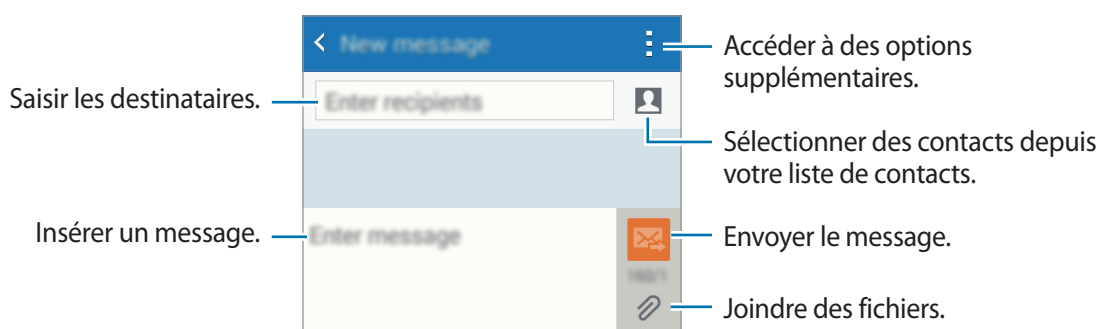 New message
Accéder à des options
supplémentaires.
Saisir les destinataires.
Enter recipients
Sélectionner des contacts depuis
votre liste de contacts.
Insérer un message.
Enter message
Envoyer le message.
160/1
Joindre des fichiers.